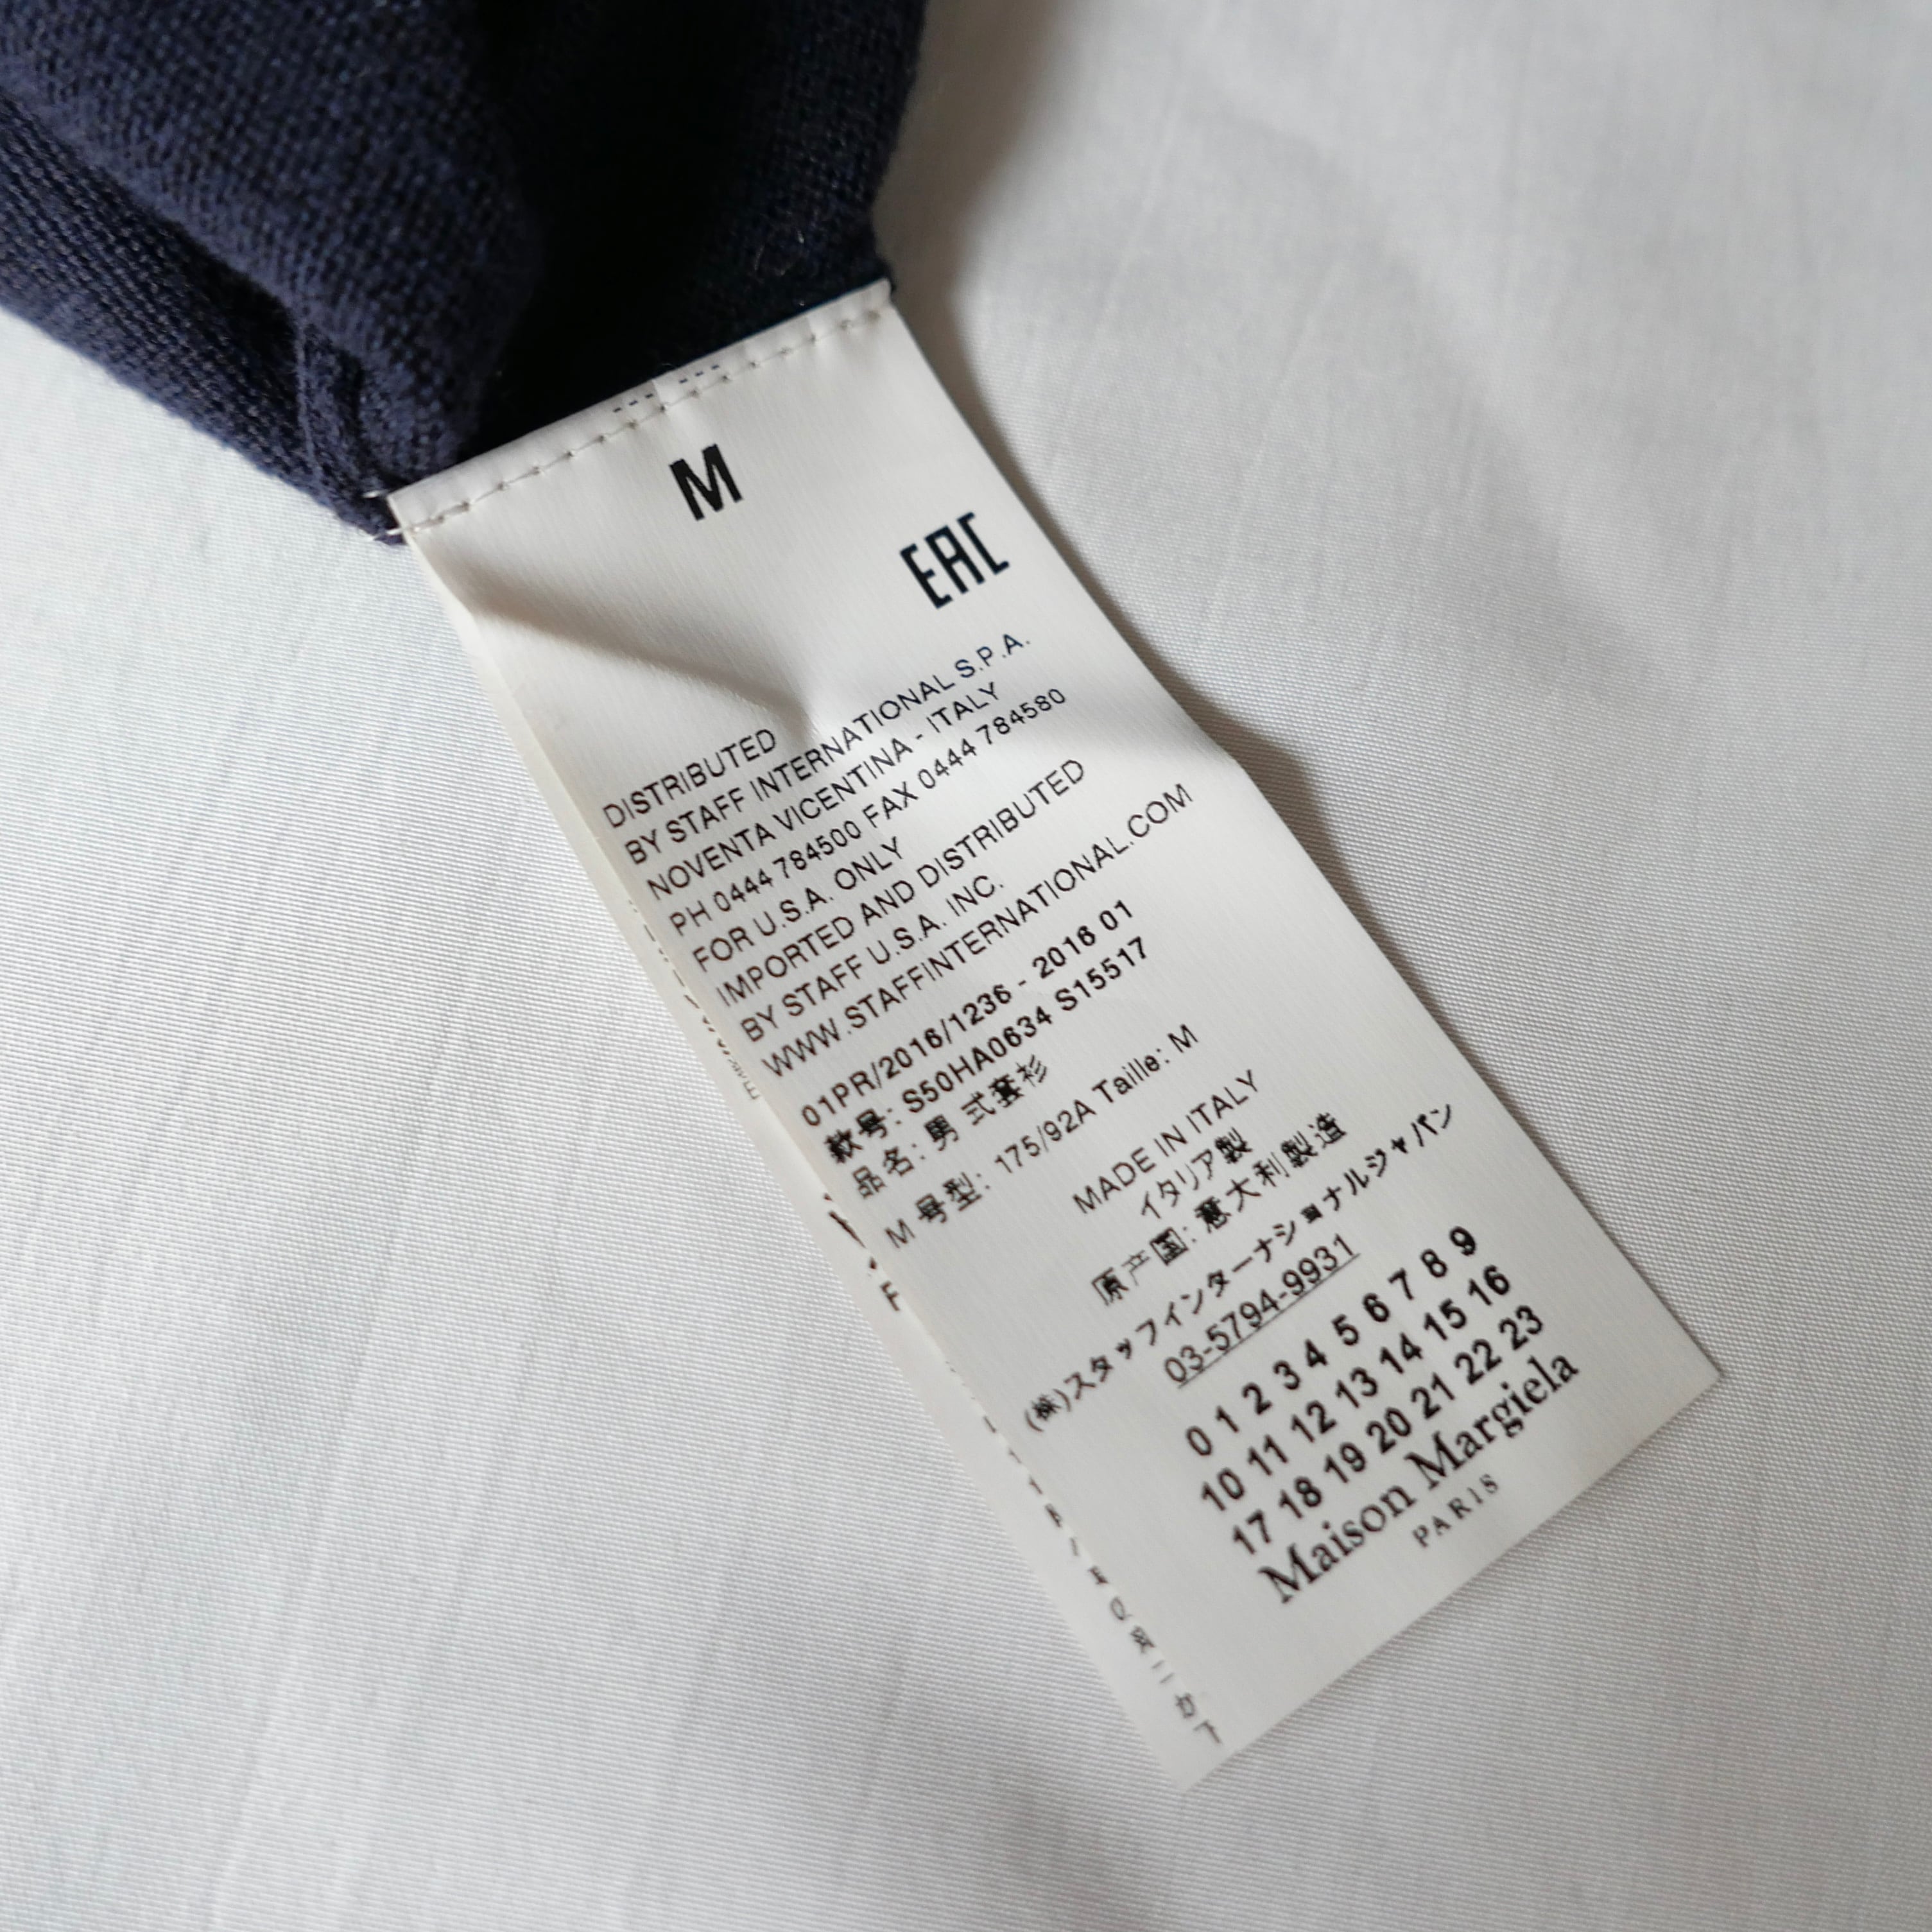 M
EAC
DISTRIBUTED
BY STAFF INTERNATIONAL S.P.A.
NOVENTA VICENTINA - ITALY
PH 0444 784500 FAX 0444 784580
FOR U.S.A. ONLY
IMPORTED AND DISTRIBUTED
BY STAFF U.S.A. INC.
WWW.STAFFINTERNATIONAL.COM
01PR/2016/1236 - 2016 01
款号: S50HA0634 S15517
品名: 男 式套衫
M 号型: 175/92A Taille: M
MADE IN ITALY
イタリア製
原产国: 意大利製造
(株)スタッフインターナショナルジャパン
03-5794-9931
0 1 2 3 4 5 6 7 8 9
10 11 12 13 14 15 16
17 18 19 20 21 22 23
Maison Margiela
PARIS